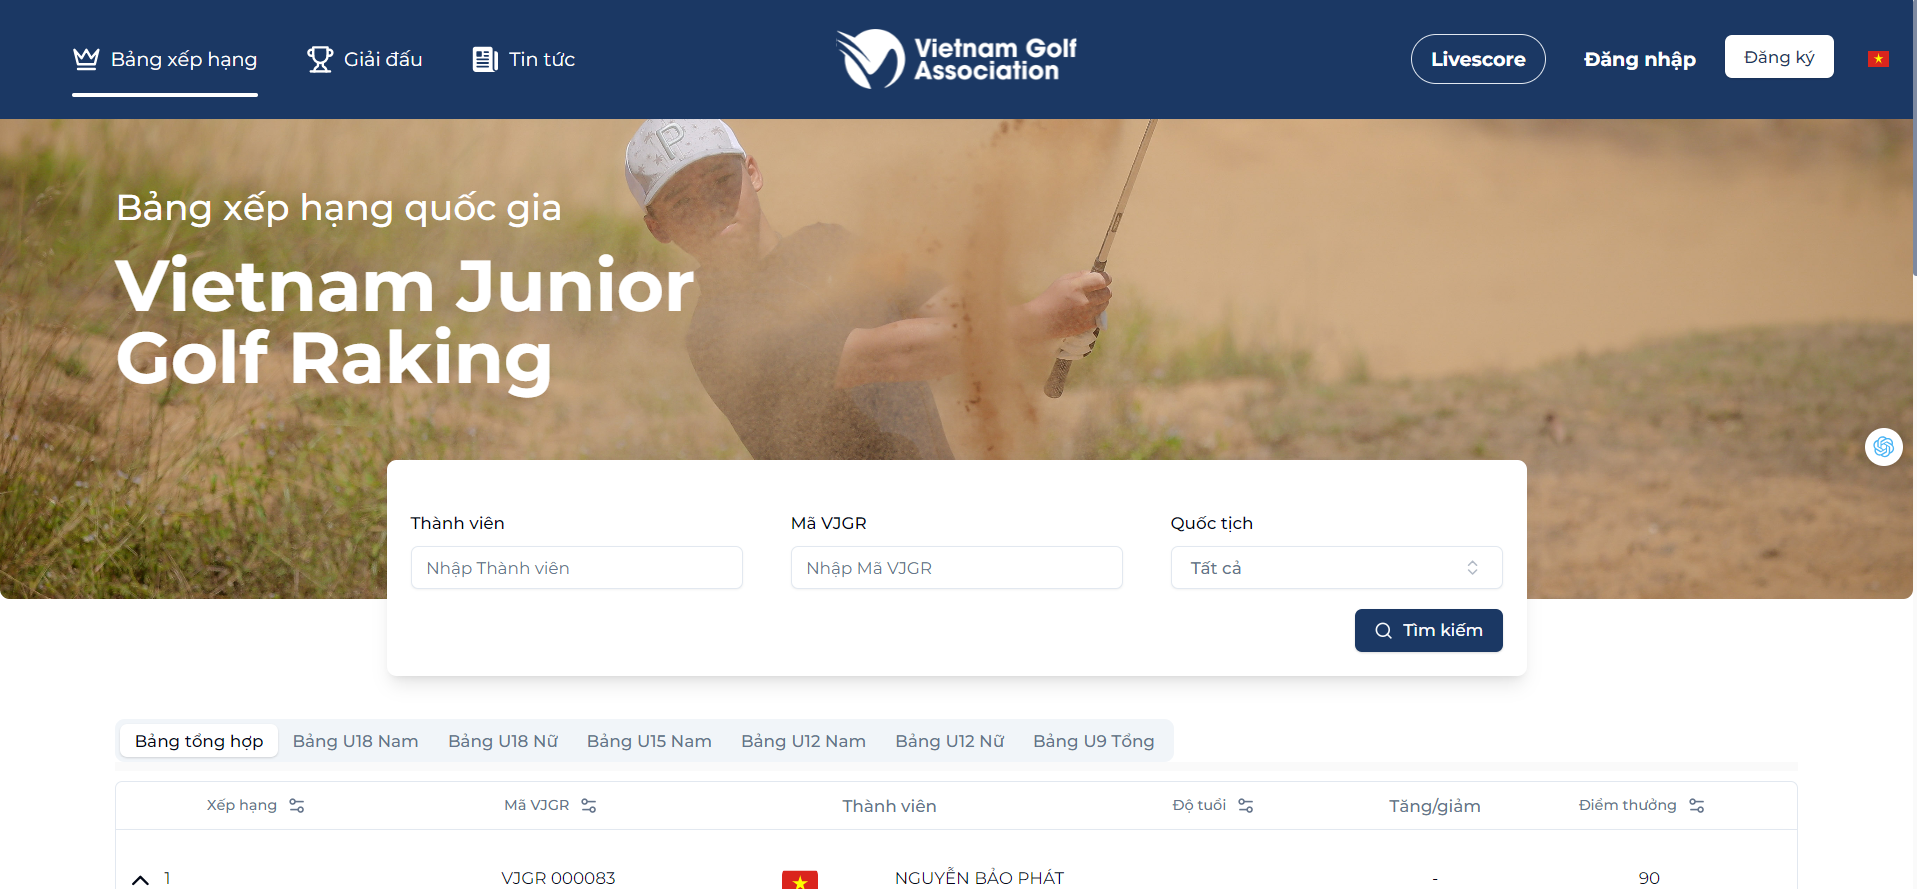 Bảng xếp hạng
Giải đấu
Tin tức
Vietnam Golf
Association
Livescore
Đăng nhập
Đăng ký
P
Bảng xếp hạng quốc gia
Vietnam Junior
Golf Raking
Thành viên
Mã VJGR
Quốc tịch
Nhập Thành viên
Nhập Mã VJGR
Tất cả
Tìm kiếm
Bảng tổng hợp
Bảng U18 Nam
Bảng U18 Nữ
Bảng U15 Nam
Bảng U12 Nam
Bảng U12 Nữ
Bảng U9 Tổng
Xếp hạng
Mã VJGR
Thành viên
Độ tuổi
Tăng/giảm
Điểm thưởng
1
VJGR 000083
NGUYỄN BẢO PHÁT
-
90